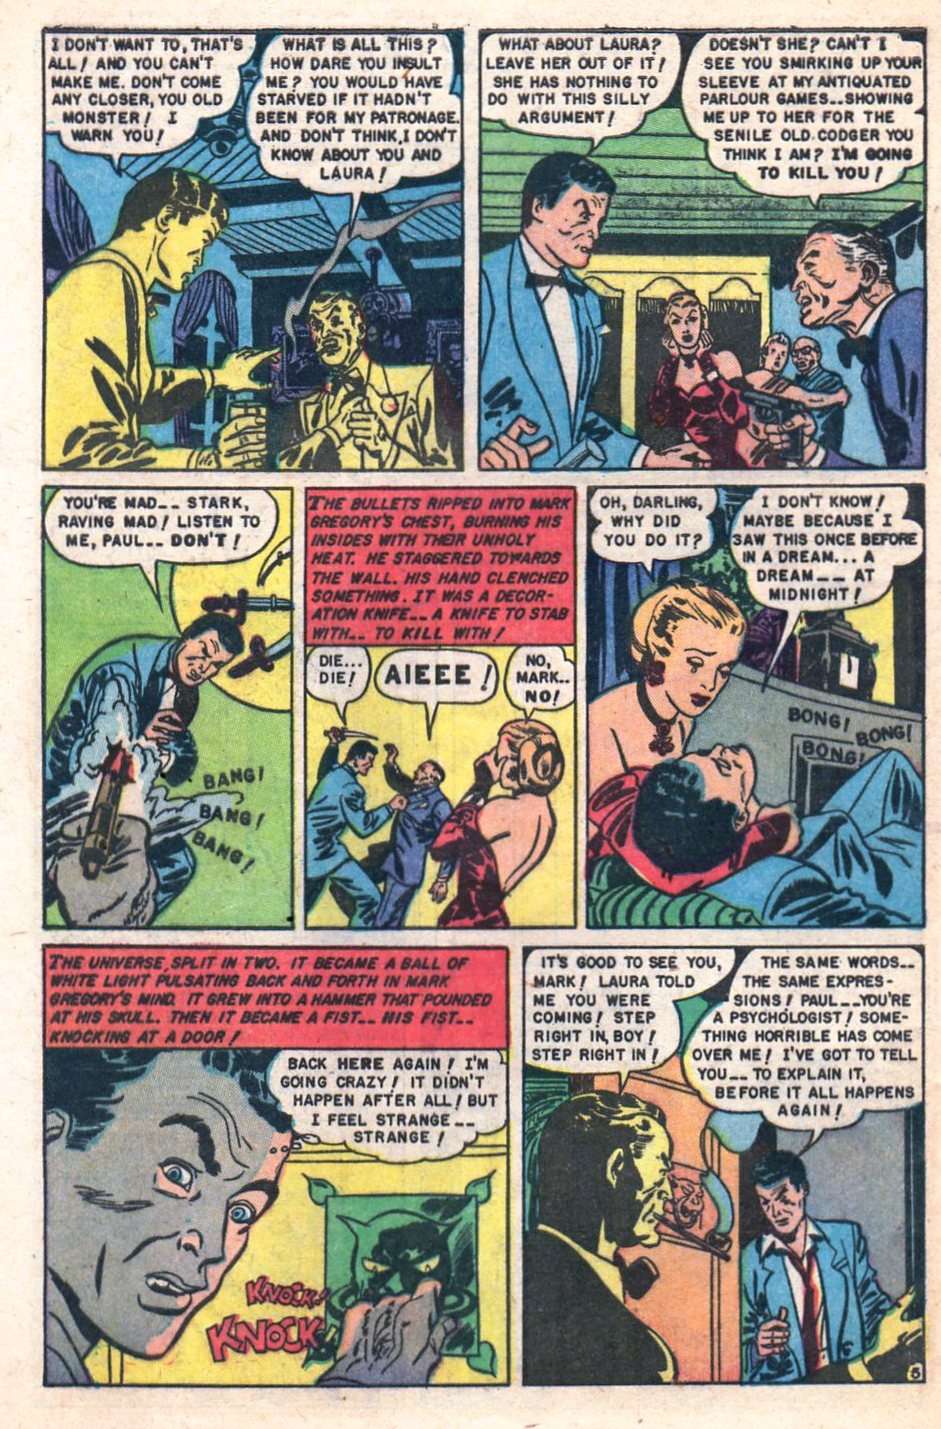 I DON'T WANT TO, THAT'S
ALL! AND YOU CAN'T
MAKE ME. DON'T COME
ANY CLOSER, YOU OLD
MONSTER! I
WARN YOU!
WHAT IS ALL THIS?
HOW DARE YOU INSULT
ME? YOU WOULD HAVE
STARVED IF IT HADN'T
BEEN FOR MY PATRONAGE.
AND DON'T THINK, I DON'T
KNOW ABOUT YOU AND
LAURA!
WHAT ABOUT LAURA?
LEAVE HER OUT OF IT!
SHE HAS NOTHING TO
DO WITH THIS SILLY
ARGUMENT!
DOESN'T SHE? CAN'T I
SEE YOU SMIRKING UP YOUR
SLEEVE AT MY ANTIQUATED
PARLOUR GAMES--SHOWING
ME UP TO HER FOR THE
SENILE OLD CODGER YOU
THINK I AM? I'M GOING
TO KILL YOU!
YOU'RE MAD-- STARK,
RAVING MAD! LISTEN TO
ME, PAUL-- DON'T!
BANG!
BANG!
BANG!
THE BULLETS RIPPED INTO MARK
GREGORY'S CHEST, BURNING HIS
INSIDES WITH THEIR UNHOLY
HEAT. HE STAGGERED TOWARDS
THE WALL. HIS HAND CLENCHED
SOMETHING. IT WAS A DECOR-
ATION KNIFE-- A KNIFE TO STAB
WITH-- TO KILL WITH!
DIE...
DIE!
AIEEE!
NO,
MARK--
NO!
OH, DARLING,
WHY DID
YOU DO IT?
I DON'T KNOW!
MAYBE BECAUSE I
SAW THIS ONCE BEFORE
IN A DREAM... A
DREAM--- AT
MIDNIGHT!
BONG!
BONG!
BONG!
THE UNIVERSE SPLIT IN TWO. IT BECAME A BALL OF
WHITE LIGHT PULSATING BACK AND FORTH IN MARK
GREGORY'S MIND. IT GREW INTO A HAMMER THAT POUNDED
AT HIS SKULL. THEN IT BECAME A FIST-- HIS FIST--
KNOCKING AT A DOOR!
BACK HERE AGAIN! I'M
GOING CRAZY! IT DIDN'T
HAPPEN AFTER ALL! BUT
I FEEL STRANGE --
STRANGE!
KNOCK!
KNOCK!
IT'S GOOD TO SEE YOU,
MARK! LAURA TOLD
ME YOU WERE
COMING! STEP
RIGHT IN, BOY!
STEP RIGHT IN!
THE SAME WORDS--
THE SAME EXPRES-
SIONS! PAUL--YOU'RE
A PSYCHOLOGIST! SOME-
THING HORRIBLE HAS COME
OVER ME! I'VE GOT TO TELL
YOU-- TO EXPLAIN IT,
BEFORE IT ALL HAPPENS
AGAIN!
5